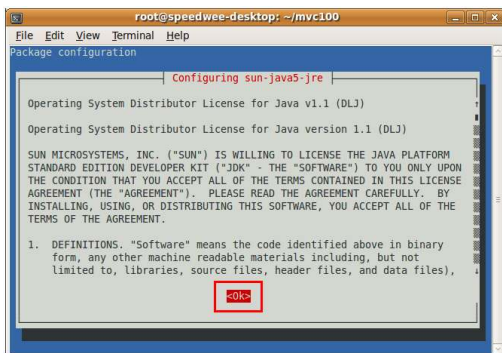 root@speedwee-desktop: ~/mvc100
File Edit View Terminal Help
Package configuration
Configuring sun-java5-jre
Operating System Distributor License for Java v1.1 (DLJ)
Operating System Distributor License for Java version 1.1 (DLJ)
SUN MICROSYSTEMS, INC. ("SUN") IS WILLING TO LICENSE THE JAVA PLATFORM
STANDARD EDITION DEVELOPER KIT ("JDK" - THE "SOFTWARE") TO YOU ONLY UPON
THE CONDITION THAT YOU ACCEPT ALL OF THE TERMS CONTAINED IN THIS LICENSE
AGREEMENT (THE "AGREEMENT"). PLEASE READ THE AGREEMENT CAREFULLY. BY
INSTALLING, USING, OR DISTRIBUTING THIS SOFTWARE, YOU ACCEPT ALL OF THE
TERMS OF THE AGREEMENT.
1. DEFINITIONS. "Software" means the code identified above in binary
form, any other machine readable materials including, but not
limited to, libraries, source files, header files, and data files),
<Ok>